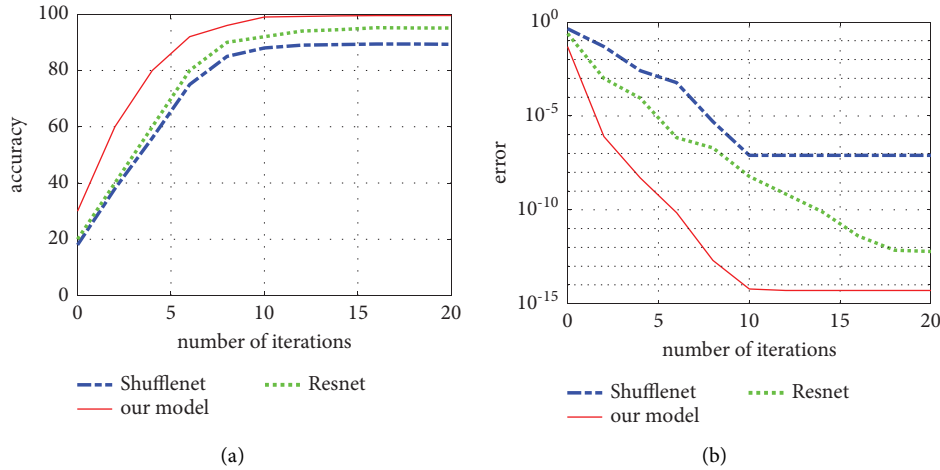 100
80
60
40
20
0
accuracy
0 5 10 15 20
number of iterations
Shufflenet Resnet
our model
(a)
10^0
10^-5
10^-10
10^-15
error
0 5 10 15 20
number of iterations
Shufflenet Resnet
our model
(b)